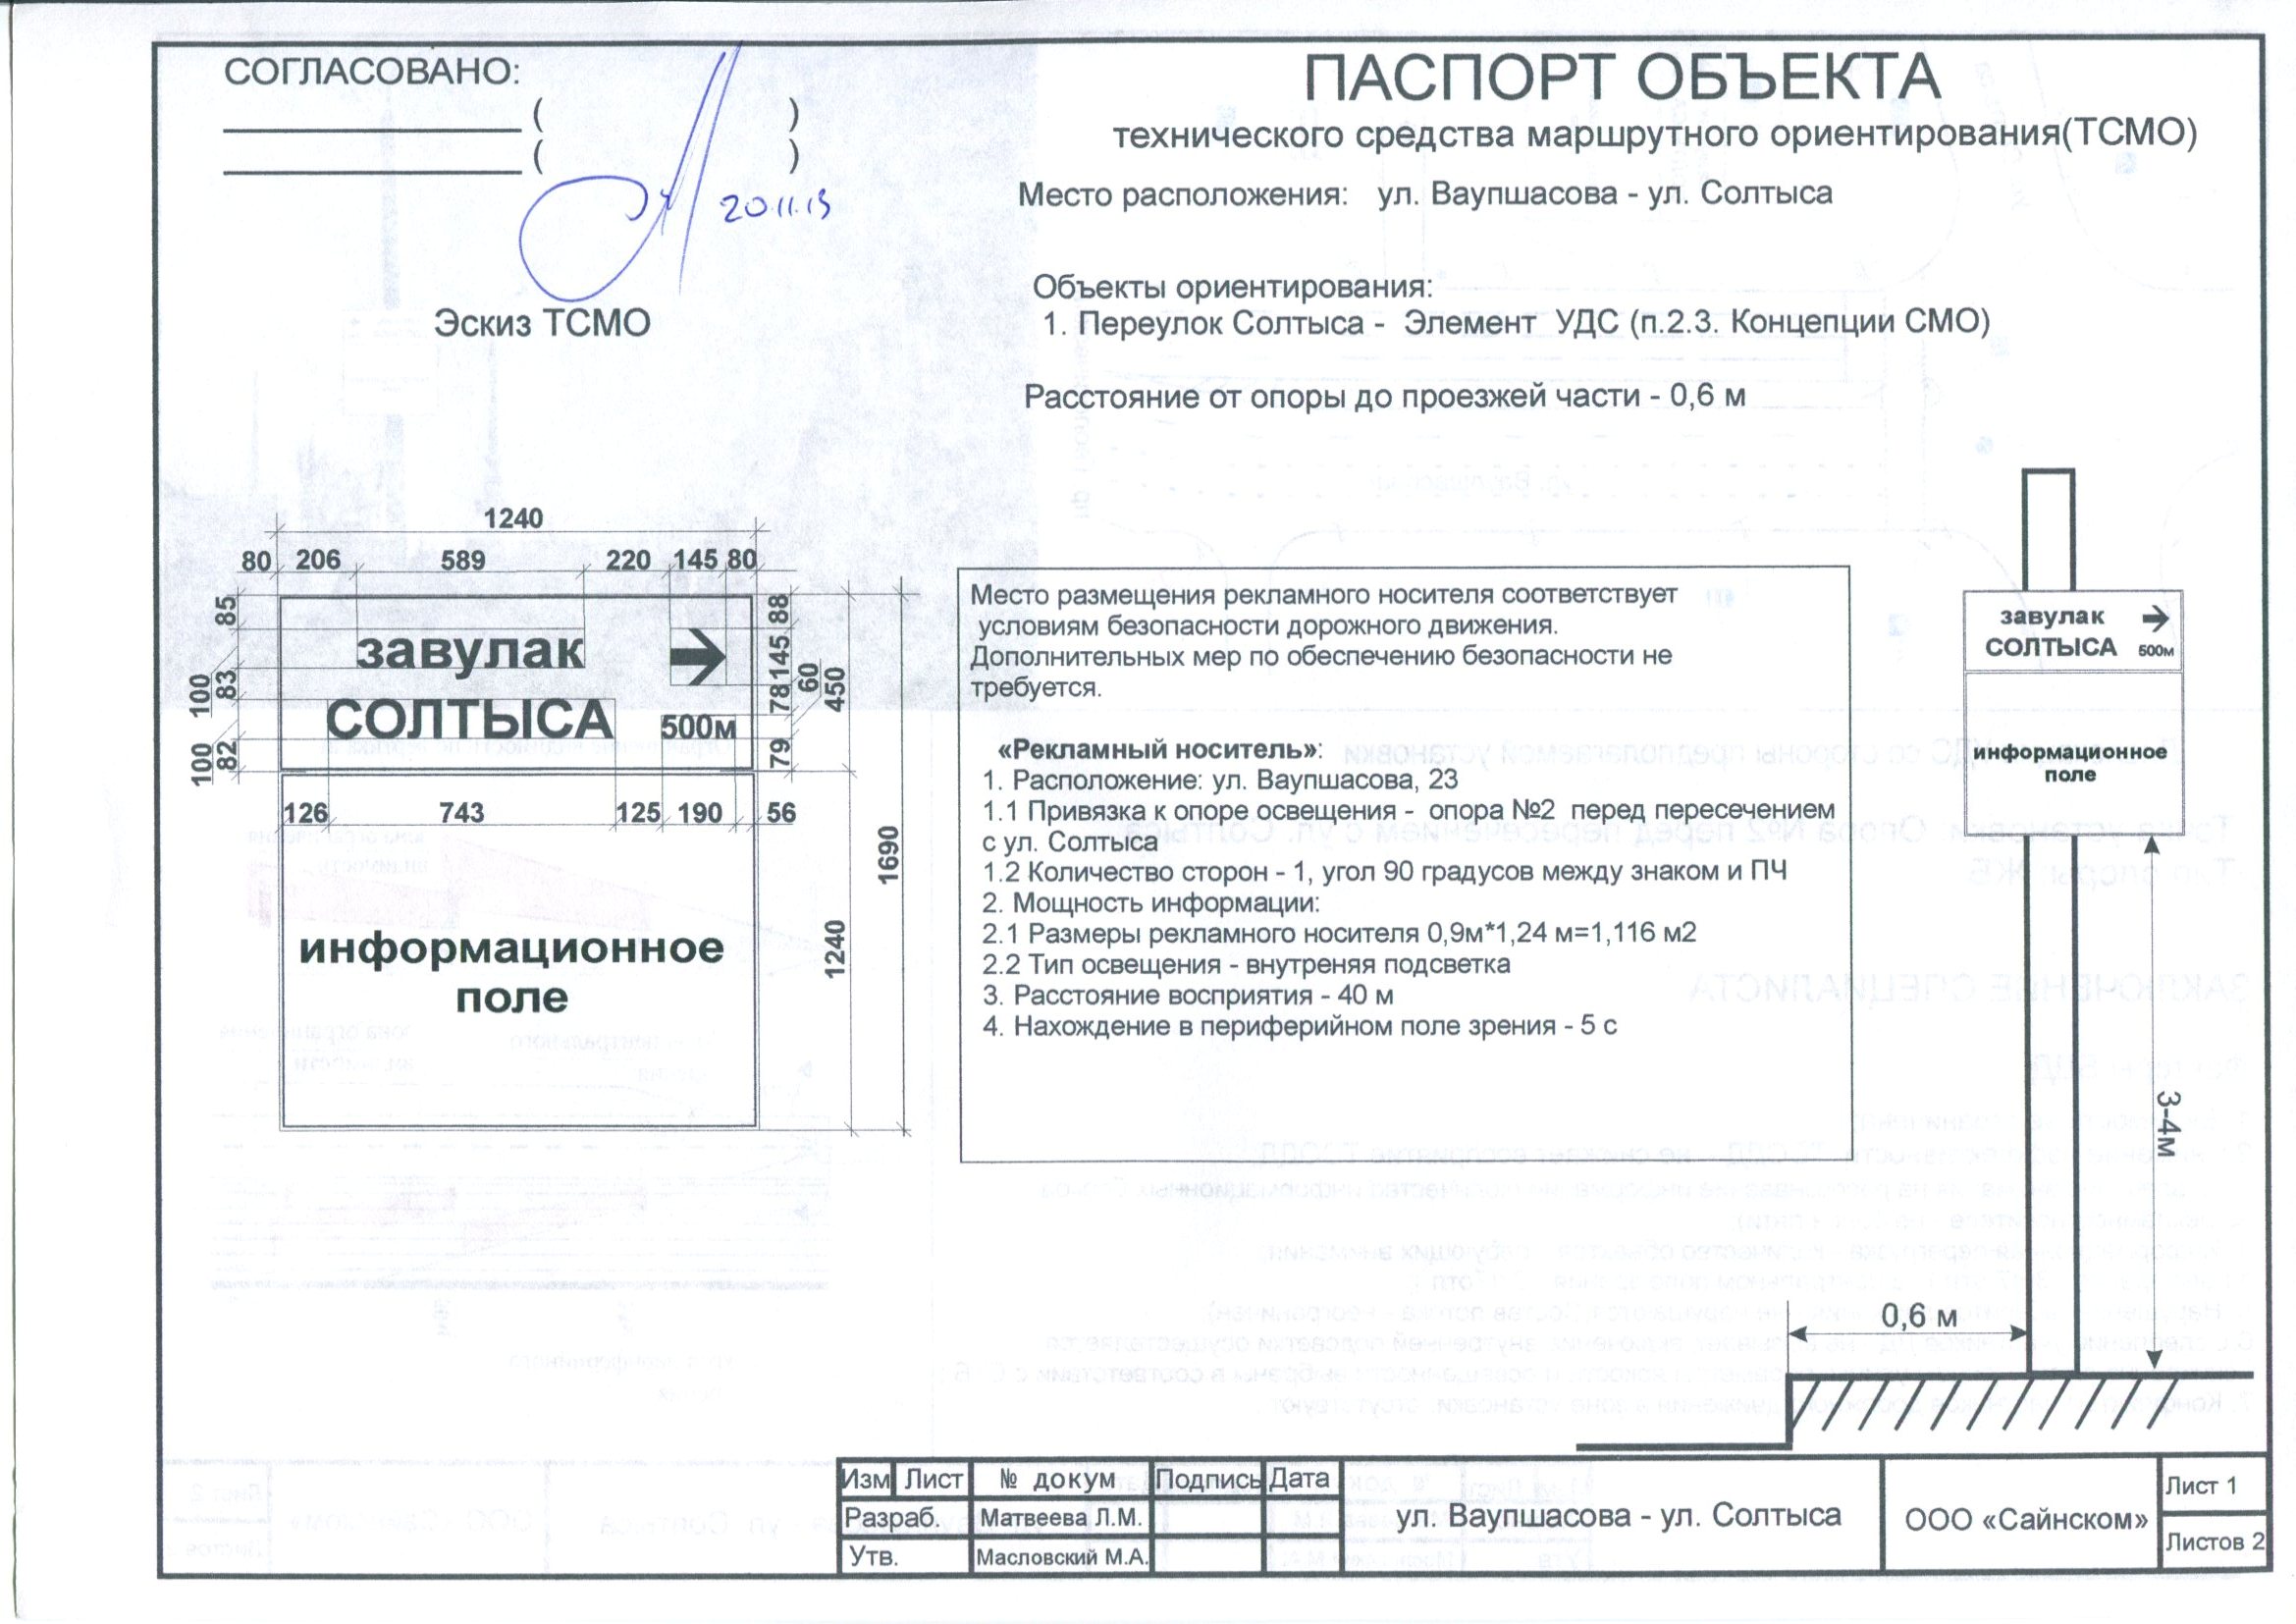 СОГЛАСОВАНО:
( )
( )
20.11.13
ПАСПОРТ ОБЪЕКТА
технического средства маршрутного ориентирования(ТСМО)
Место расположения: ул. Ваупшасова - ул. Солтыса
Объекты ориентирования:
1. Переулок Солтыса - Элемент УДС (п.2.3. Концепции СМО)
Расстояние от опоры до проезжей части - 0,6 м
Эскиз ТСМО
1240
80 206 589 220 145 80
85
100
83
100
82
завулак
СОЛТЫСА
500м
88
145
78
60
79
450
126 743 125 190 56
1690
1240
информационное
поле
Место размещения рекламного носителя соответствует
условиям безопасности дорожного движения.
Дополнительных мер по обеспечению безопасности не
требуется.
«Рекламный носитель»:
1. Расположение: ул. Ваупшасова, 23
1.1 Привязка к опоре освещения - опора №2 перед пересечением
с ул. Солтыса
1.2 Количество сторон - 1, угол 90 градусов между знаком и ПЧ
2. Мощность информации:
2.1 Размеры рекламного носителя 0,9м*1,24 м=1,116 м2
2.2 Тип освещения - внутреняя подсветка
3. Расстояние восприятия - 40 м
4. Нахождение в периферийном поле зрения - 5 с
завулак
СОЛТЫСА 500м
информационное
поле
3-4м
0,6 м
Изм Лист № докум Подпись Дата
Разраб. Матвеева Л.М.
Утв. Масловский М.А.
ул. Ваупшасова - ул. Солтыса
ООО «Сайнском»
Лист 1
Листов 2